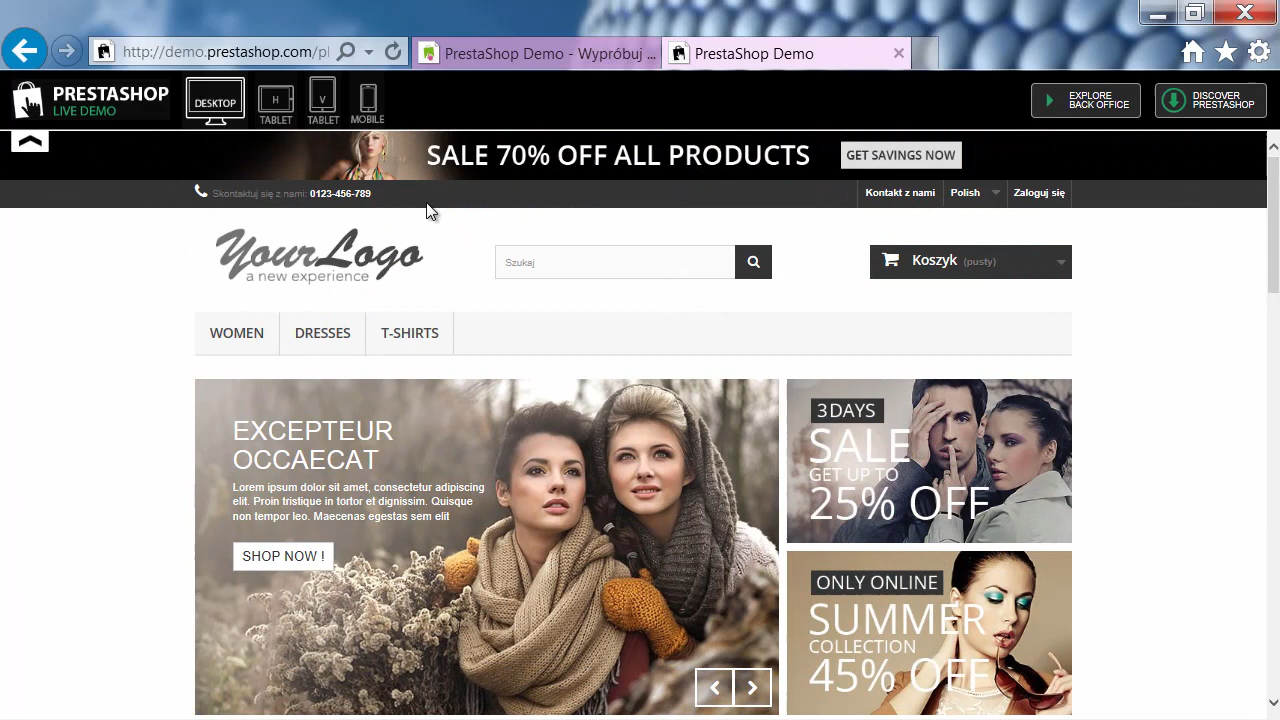 http://demo.prestashop.com/pl
PrestaShop Demo - Wypróbuj ...
PrestaShop Demo
PRESTASHOP
LIVE DEMO
DESKTOP
H
TABLET
V
TABLET
MOBILE
EXPLORE
BACK OFFICE
DISCOVER
PRESTASHOP
SALE 70% OFF ALL PRODUCTS
GET SAVINGS NOW
Skontaktuj się z nami: 0123-456-789
Kontakt z nami
Polish
Zaloguj się
YourLogo
a new experience
Szukaj
Koszyk (pusty)
WOMEN
DRESSES
T-SHIRTS
EXCEPTEUR
OCCAECAT
Lorem ipsum dolor sit amet, consectetur adipiscing
elit. Proin tristique in tortor et dignissim. Quisque
non tempor leo. Maecenas egestas sem elit
SHOP NOW !
3DAYS
SALE
GET UP TO
25% OFF
ONLY ONLINE
SUMMER
COLLECTION
45% OFF